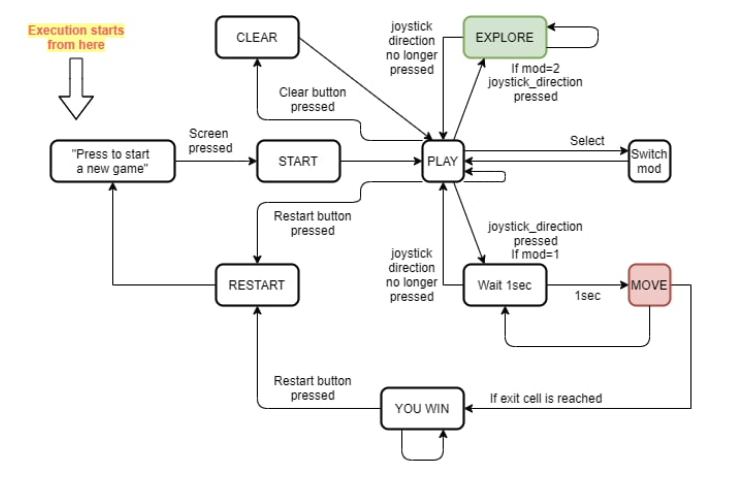 Execution starts
from here
CLEAR
joystick
direction
no longer
pressed
EXPLORE
If mod=2
joystick_direction
pressed
Clear button
pressed
"Press to start
a new game"
Screen
pressed
START
PLAY
Select
Switch
mod
Restart button
pressed
joystick_direction
pressed
If mod=1
joystick
direction
no longer
pressed
RESTART
Wait 1sec
1sec
MOVE
Restart button
pressed
YOU WIN
If exit cell is reached